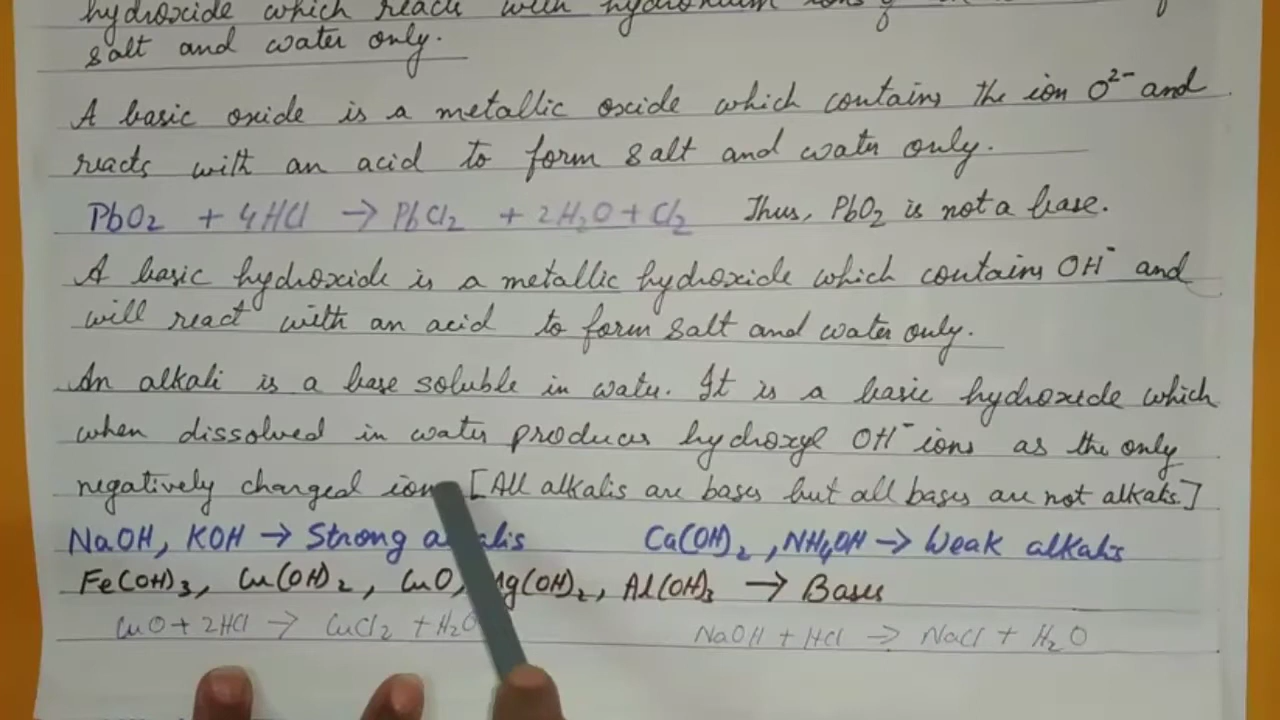 hydroxide which reacts with hydronium ions
salt and water only.
A basic oxide is a metallic oxide which contains the ion O²⁻ and
reacts with an acid to form salt and water only.
PbO₂ + 4HCl → PbCl₂ + 2H₂O + Cl₂ Thus, PbO₂ is not a base.
A basic hydroxide is a metallic hydroxide which contains OH⁻ and
will react with an acid to form salt and water only.
An alkali is a base soluble in water. It is a basic hydroxide which
when dissolved in water produces hydroxyl OH⁻ ions as the only
negatively charged ion [All alkalis are bases but all bases are not alkalis.]
NaOH, KOH → Strong alkalis Ca(OH)₂, NH₄OH → Weak alkalis
Fe(OH)₃, Cu(OH)₂, CuO, Mg(OH)₂, Al(OH)₃ → Bases
CuO + 2HCl → CuCl₂ + H₂O NaOH + HCl → NaCl + H₂O